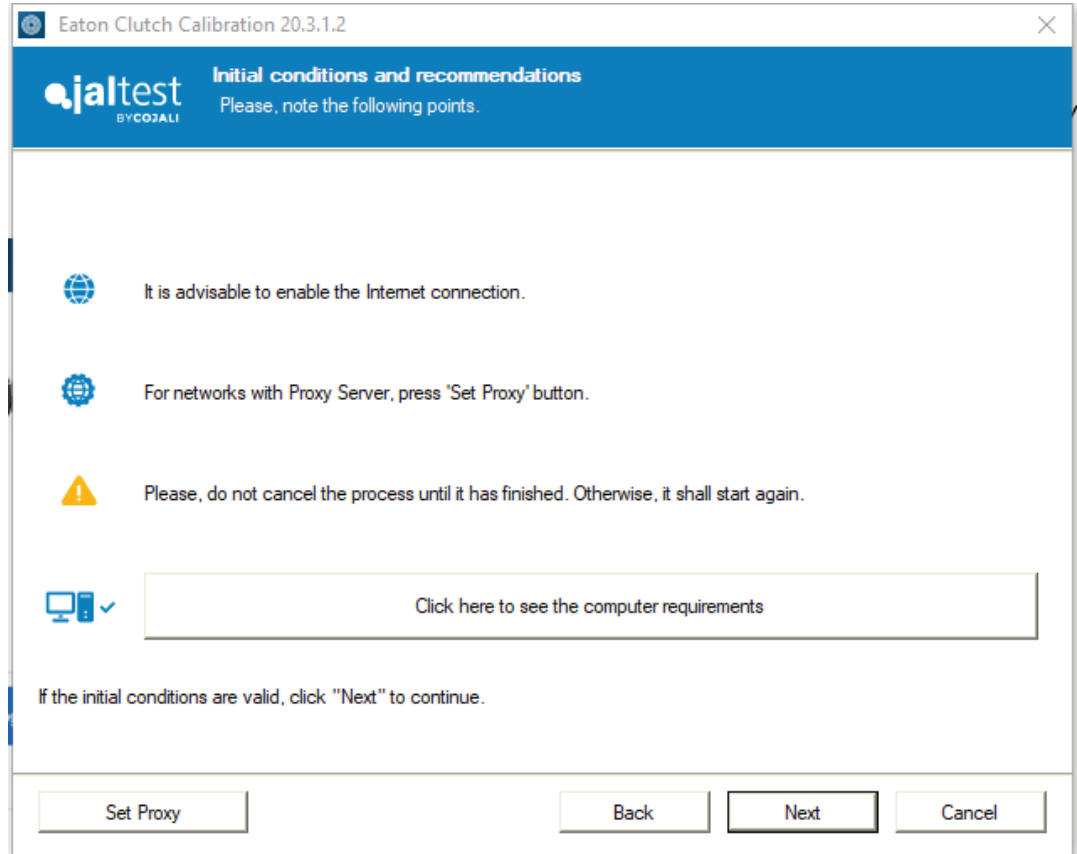 Eaton Clutch Calibration 20.3.1.2
jaltest
BY COJALI
Initial conditions and recommendations
Please, note the following points.
It is advisable to enable the Internet connection.
For networks with Proxy Server, press 'Set Proxy' button.
Please, do not cancel the process until it has finished. Otherwise, it shall start again.
Click here to see the computer requirements
If the initial conditions are valid, click "Next" to continue.
Set Proxy
Back
Next
Cancel